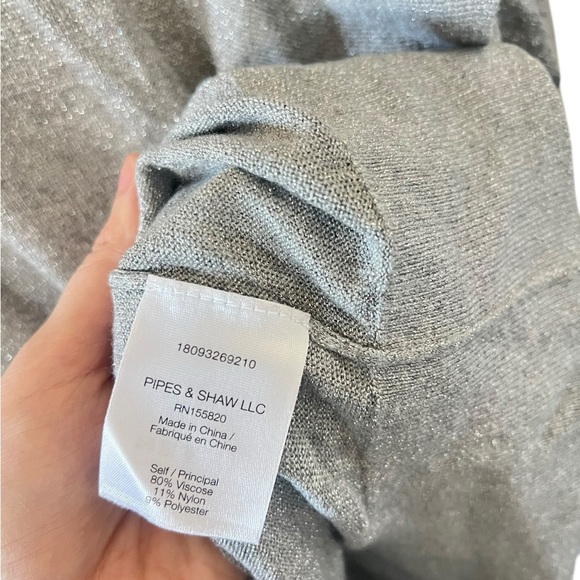 18093269210
PIPES & SHAW LLC
RN155820
Made in China /
Fabriqué en Chine
Self / Principal
80% Viscose
11% Nylon
9% Polyester